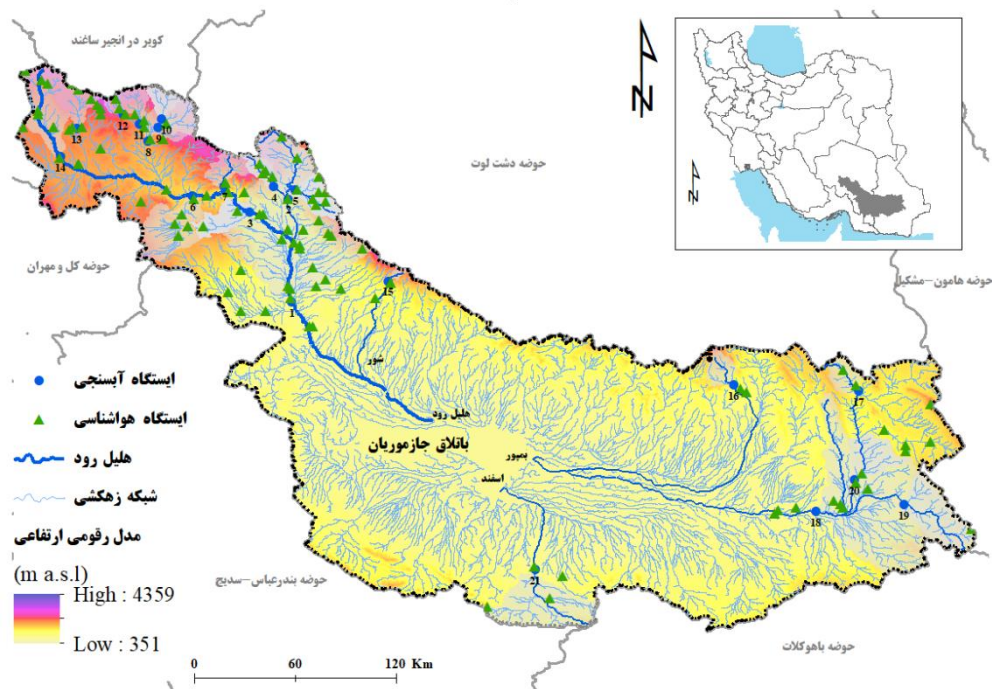 حوضه کویر در انجیر ساغند
حوضه دشت لوت
حوضه کل و مهران
حوضه هامون-مشکیل
12
11
10
9
13
8
14
4
5
7
6
2
3
15
1
شور
ایستگاه آبسنجی
ایستگاه هواشناسی
هلیل رود
شبکه زهکشی
مدل رقومی ارتفاعی
(m a.s.l)
High : 4359
Low : 351
هلیل رود
باتلاق جازموریان
بمپور
اسفند
16
17
20
19
18
21
حوضه بندرعباس-سدیج
حوضه باهوکلات
0
60
120 Km
N
N